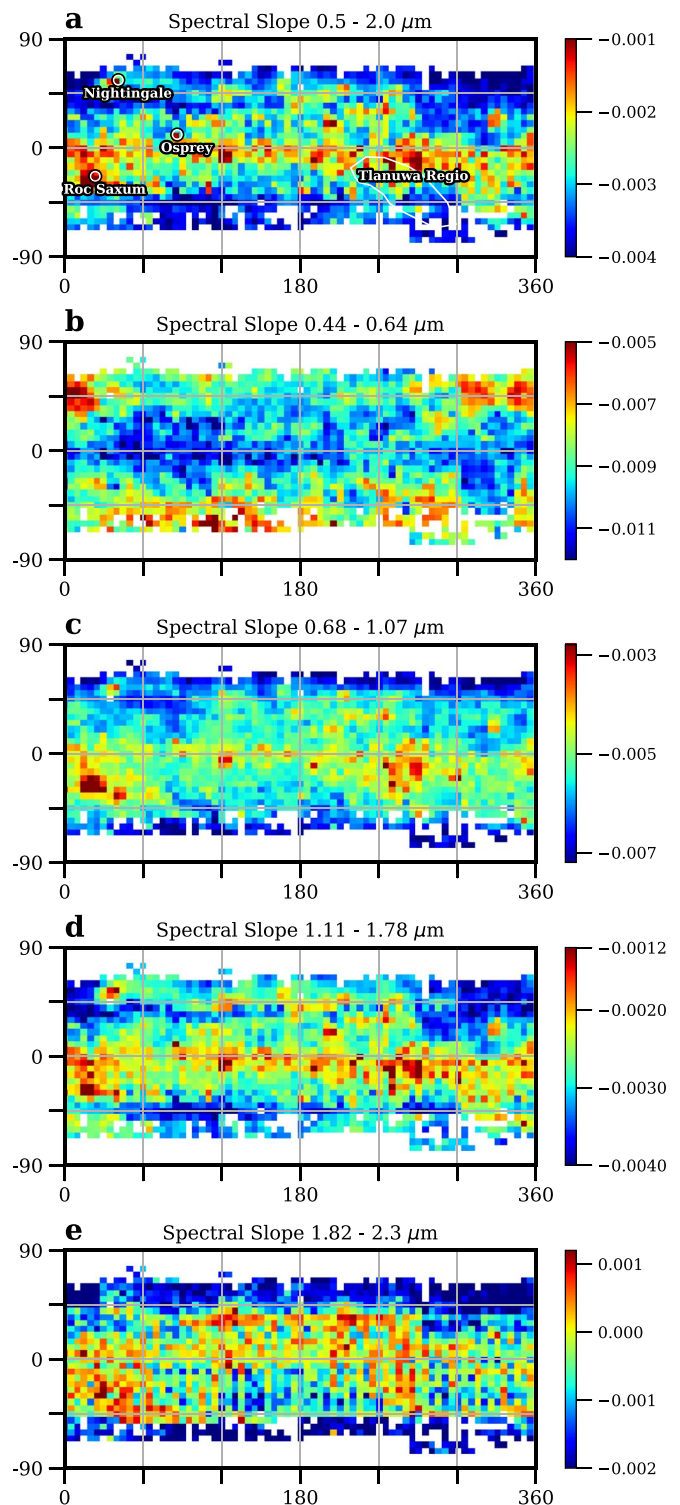 a Spectral Slope 0.5 - 2.0 μm
90
0
-90
Nightingale
Osprey
Roc Saxum
Tlanuwa Regio
−0.001
−0.002
−0.003
−0.004
0 180 360
b Spectral Slope 0.44 - 0.64 μm
90
0
-90
−0.005
−0.007
−0.009
−0.011
0 180 360
c Spectral Slope 0.68 - 1.07 μm
90
0
-90
−0.003
−0.005
−0.007
0 180 360
d Spectral Slope 1.11 - 1.78 μm
90
0
-90
−0.0012
−0.0020
−0.0030
−0.0040
0 180 360
e Spectral Slope 1.82 - 2.3 μm
90
0
-90
0.001
0.000
−0.001
−0.002
0 180 360